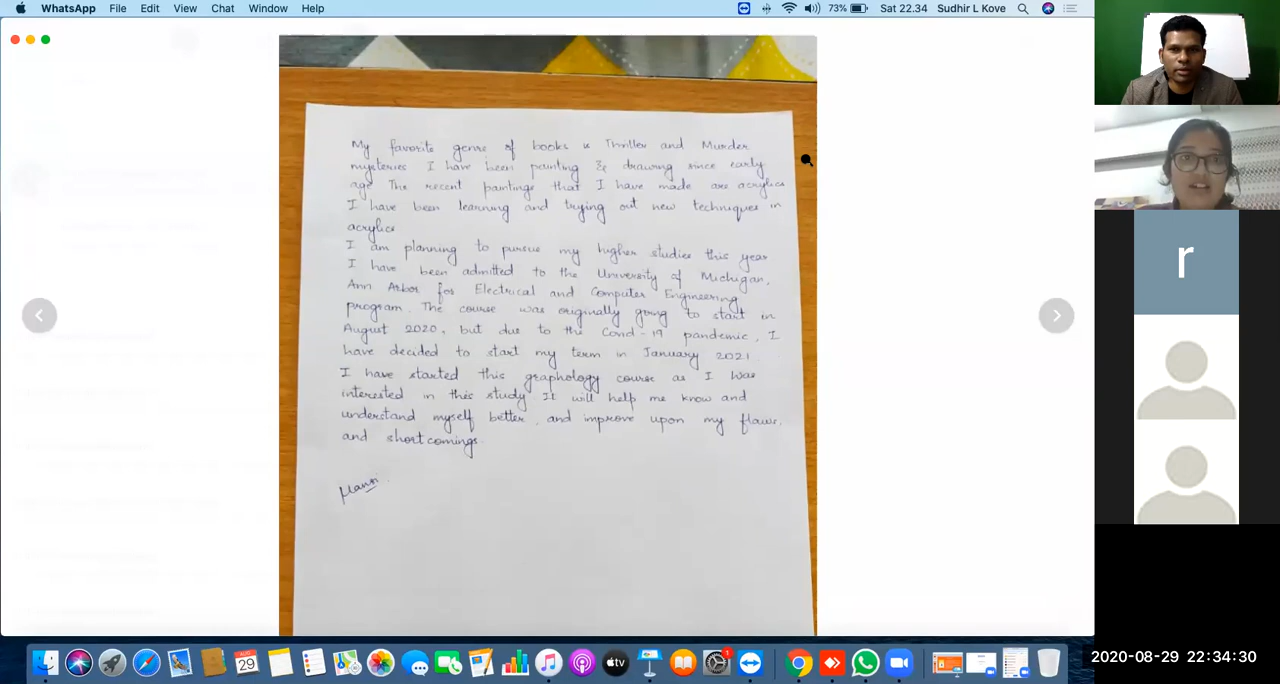 WhatsApp File Edit View Chat Window Help 73% Sat 22.34 Sudhir L Kove
My favorite genre of books is Thriller and Murder
mysteries I have been painting & drawing since early
age The recent paintings that I have made are acrylics
I have been learning and trying out new techniques in
acrylics
I am planning to pursue my higher studies this year
I have been admitted to the University of Michigan,
Ann Arbor for Electrical and Computer Engineering
program. The course was originally going to start in
August 2020, but due to the Covid-19 pandemic, I
have decided to start my term in January 2021
I have started this graphology course as I was
interested in this study It will help me know and
understand myself better, and improve upon my flaws,
and shortcomings.
r
AUG
29
tv
1
2020-08-29 22:34:30